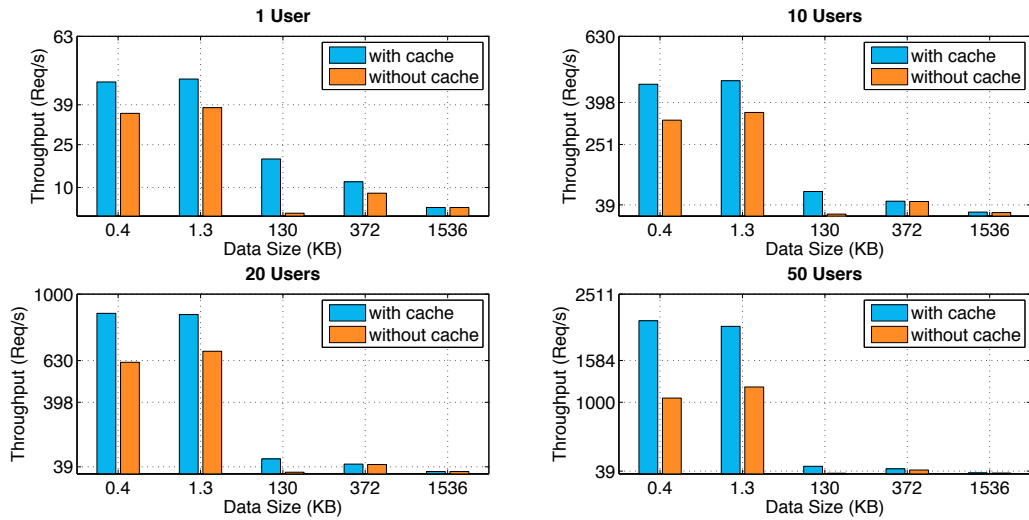 1 User
63
39
25
10
Throughput (Req/s)
with cache
without cache
0.4 1.3 130 372 1536
Data Size (KB)
10 Users
630
398
251
39
Throughput (Req/s)
with cache
without cache
0.4 1.3 130 372 1536
Data Size (KB)
20 Users
1000
630
398
39
Throughput (Req/s)
with cache
without cache
0.4 1.3 130 372 1536
Data Size (KB)
50 Users
2511
1584
1000
39
Throughput (Req/s)
with cache
without cache
0.4 1.3 130 372 1536
Data Size (KB)